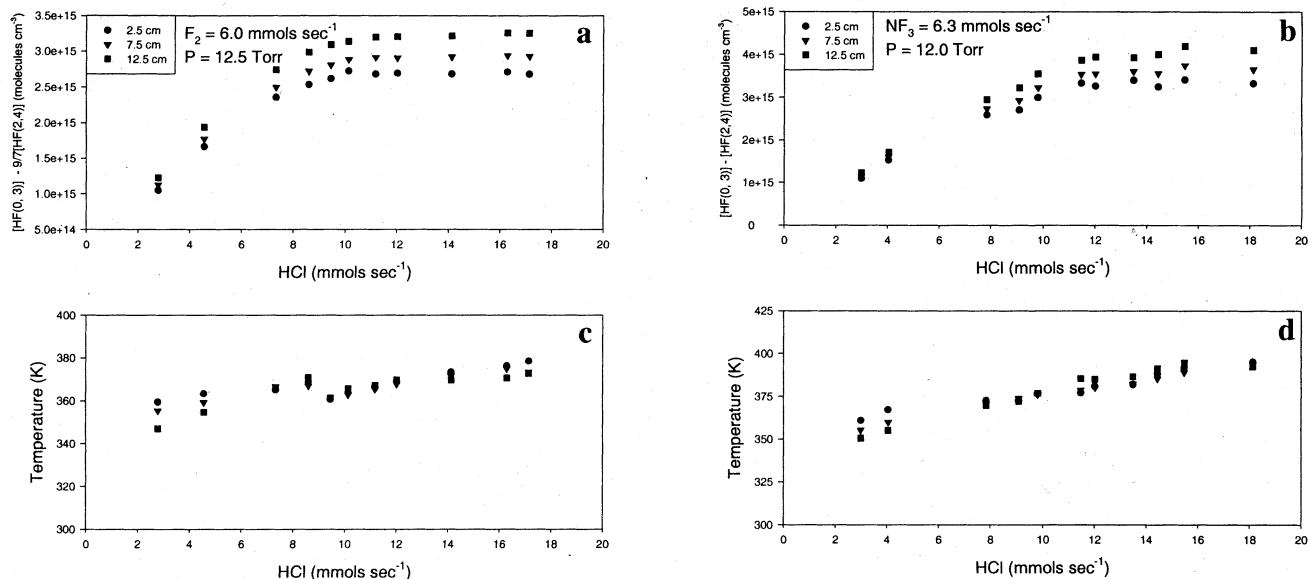 a
F2 = 6.0 mmols sec-1
P = 12.5 Torr
2.5 cm
7.5 cm
12.5 cm
[HF(0, 3)] - 9/7[HF(2,4)] (molecules cm-3)
3.5e+15
3.0e+15
2.5e+15
2.0e+15
1.5e+15
1.0e+15
5.0e+14
0 2 4 6 8 10 12 14 16 18 20
HCl (mmols sec-1)
b
NF3 = 6.3 mmols sec-1
P = 12.0 Torr
2.5 cm
7.5 cm
12.5 cm
[HF(0, 3)] - [HF(2,4)] (molecules cm-3)
5e+15
4e+15
3e+15
2e+15
1e+15
0
0 2 4 6 8 10 12 14 16 18 20
HCl (mmols sec-1)
c
Temperature (K)
400
380
360
340
320
300
0 2 4 6 8 10 12 14 16 18 20
HCl (mmols sec-1)
d
Temperature (K)
425
400
375
350
325
300
0 2 4 6 8 10 12 14 16 18 20
HCl (mmols sec-1)